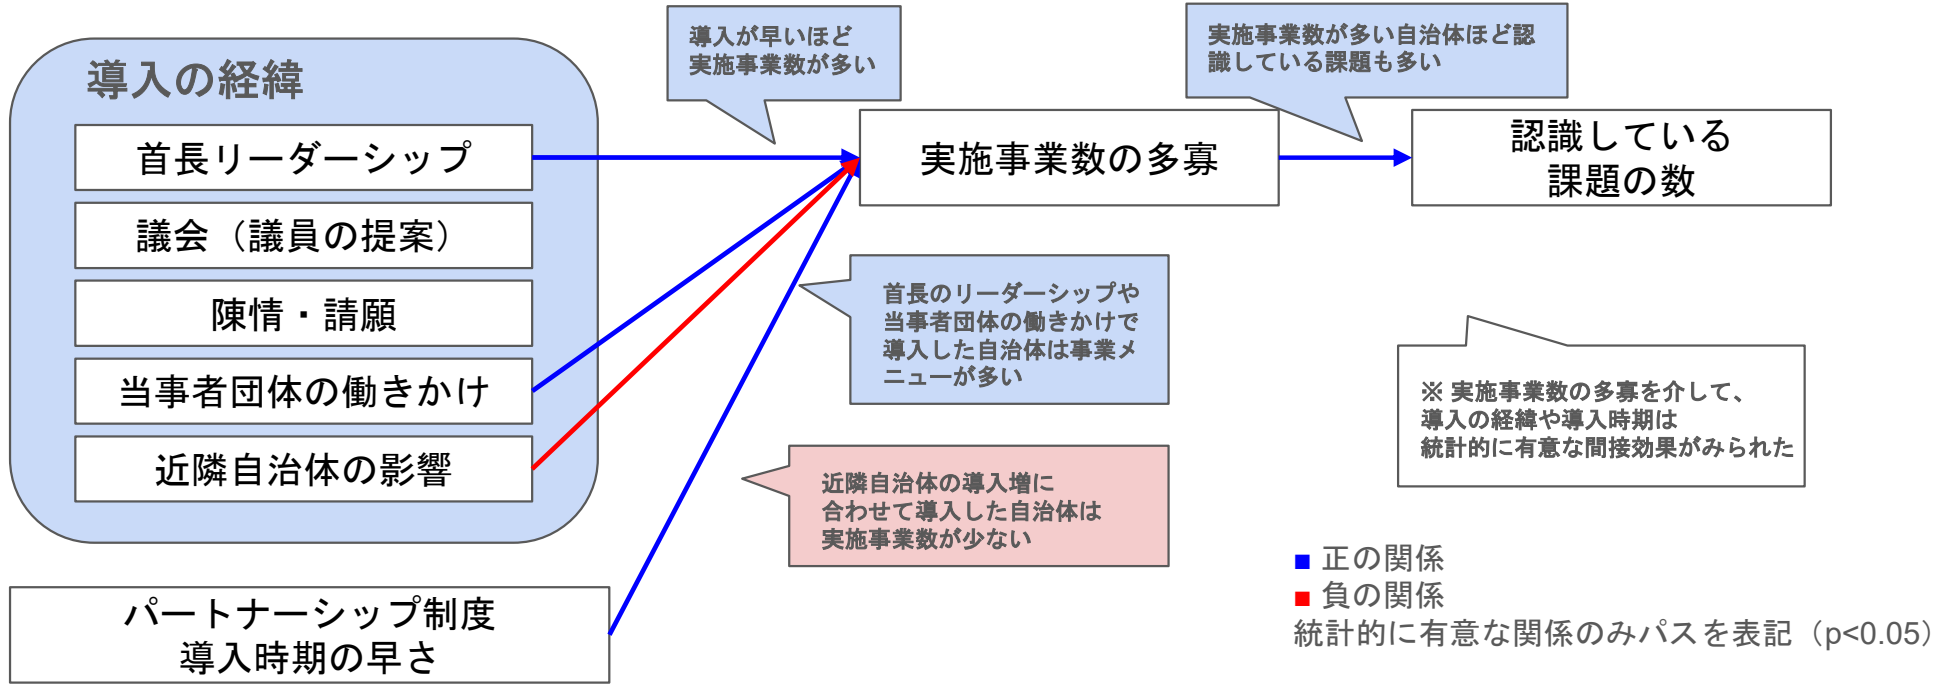 導入の経緯
首長リーダーシップ
議会（議員の提案）
陳情・請願
当事者団体の働きかけ
近隣自治体の影響
パートナーシップ制度
導入時期の早さ
導入が早いほど
実施事業数が多い
実施事業数の多寡
実施事業数が多い自治体ほど認
識している課題も多い
認識している
課題の数
首長のリーダーシップや
当事者団体の働きかけで
導入した自治体は事業メ
ニューが多い
近隣自治体の導入増に
合わせて導入した自治体は
実施事業数が少ない
※ 実施事業数の多寡を介して、
導入の経緯や導入時期は
統計的に有意な間接効果がみられた
■ 正の関係
■ 負の関係
統計的に有意な関係のみパスを表記（p<0.05）